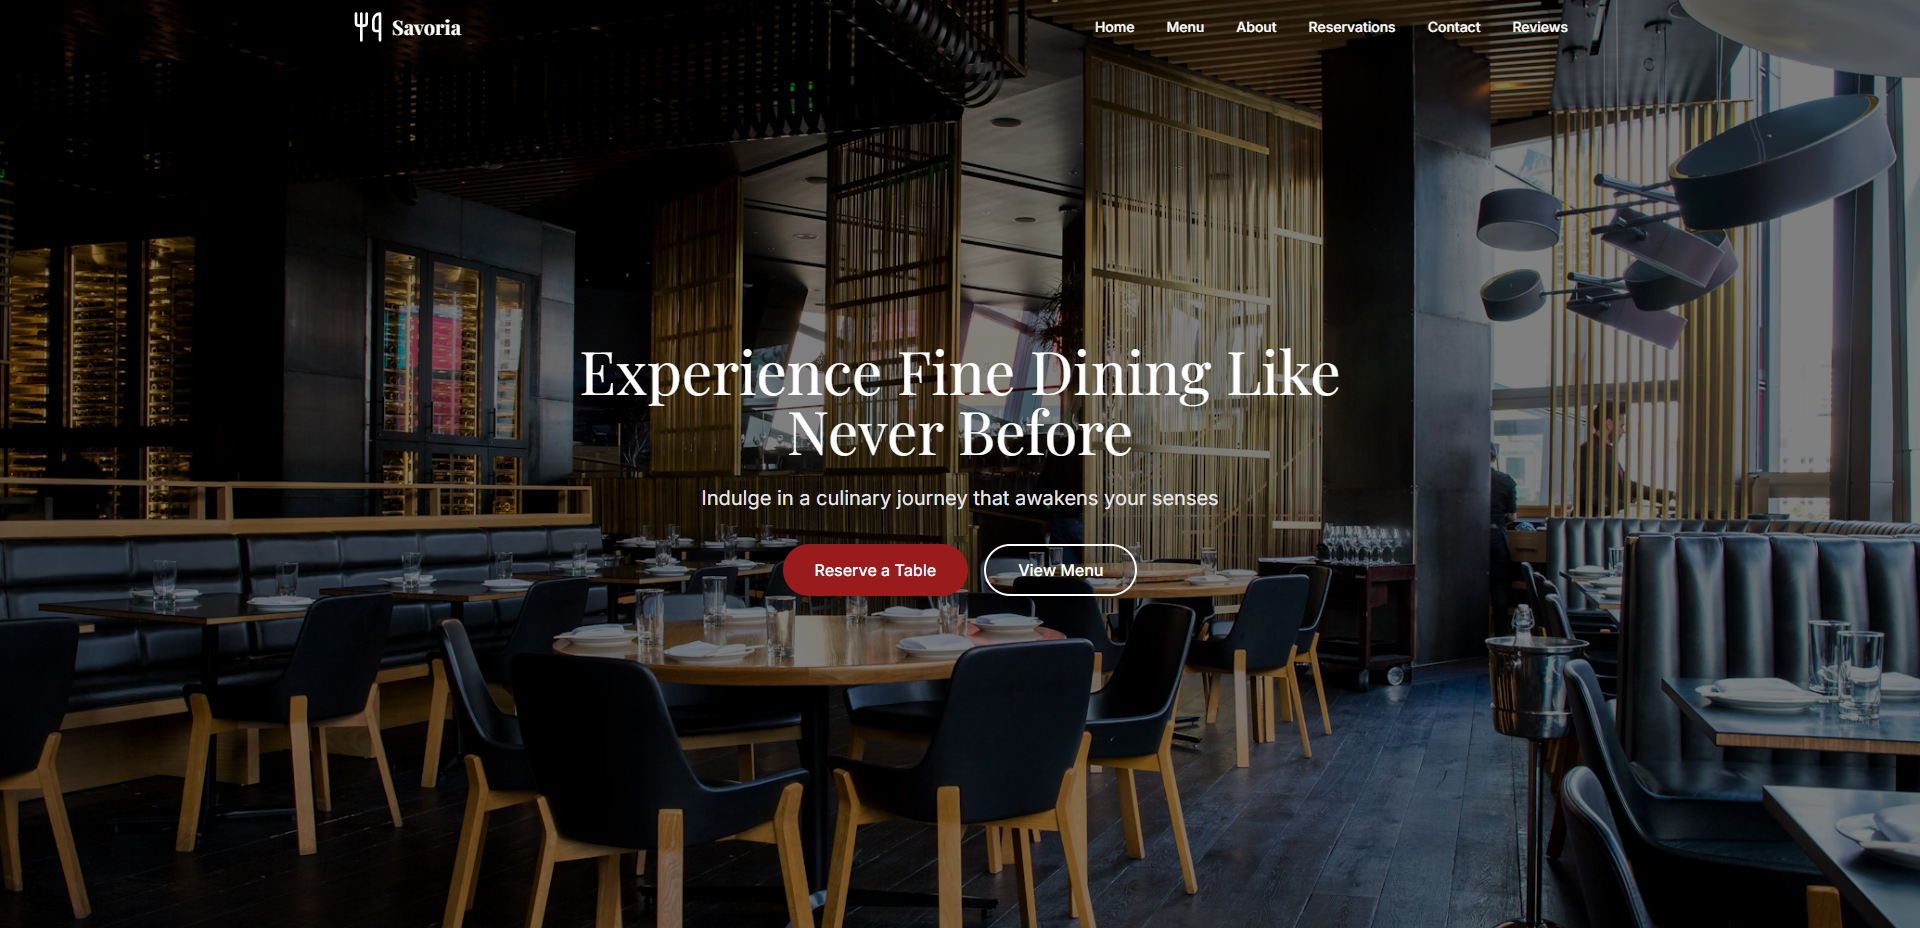 Savoria
Home
Menu
About
Reservations
Contact
Reviews
Experience Fine Dining Like
Never Before
Indulge in a culinary journey that awakens your senses
Reserve a Table
View Menu